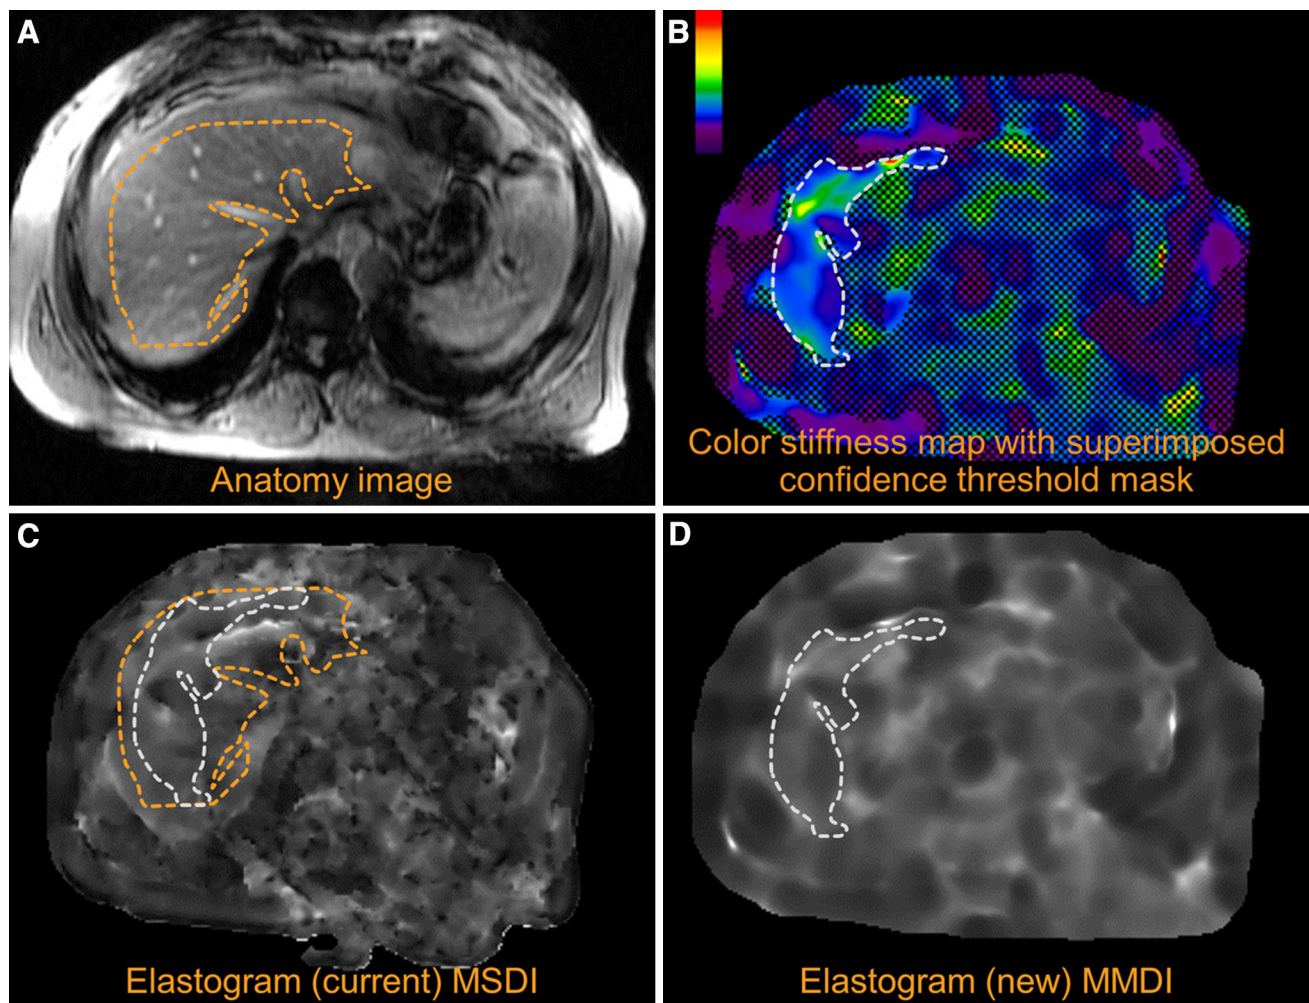 A
B
Anatomy image
Color stiffness map with superimposed
confidence threshold mask
C
D
Elastogram (current) MSDI
Elastogram (new) MMDI